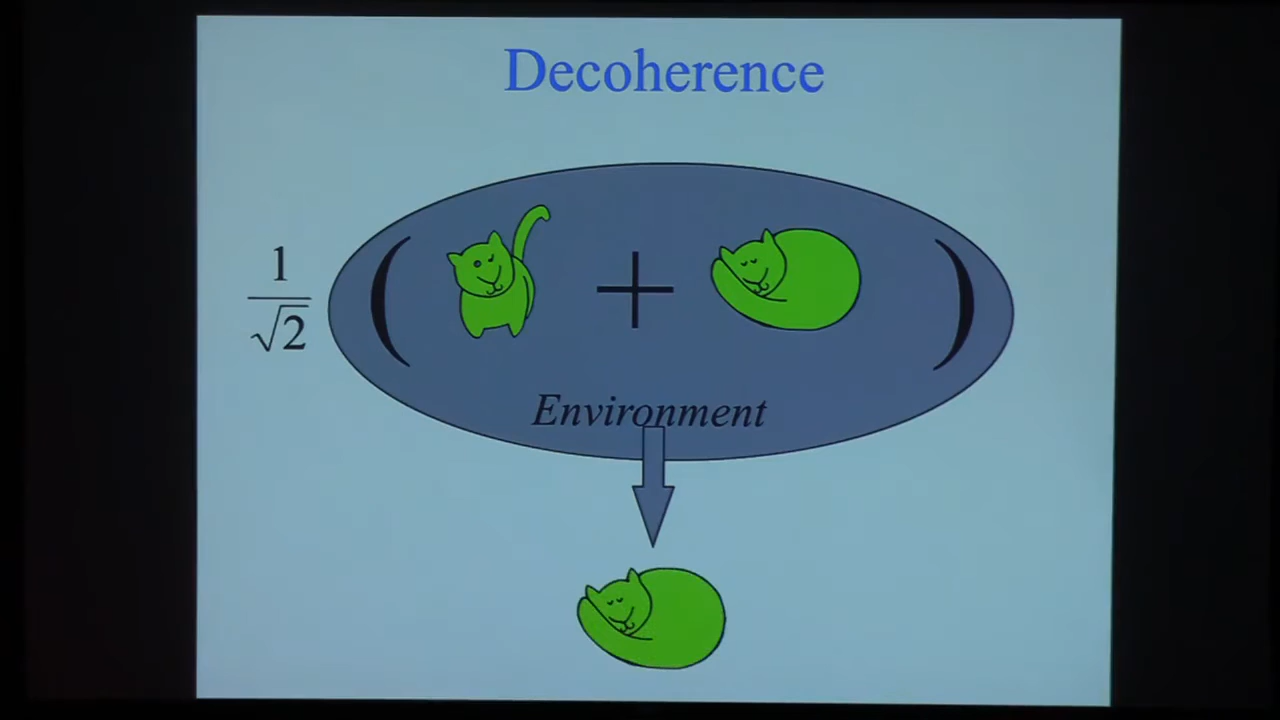 Decoherence
1
√2
( + )
Environment